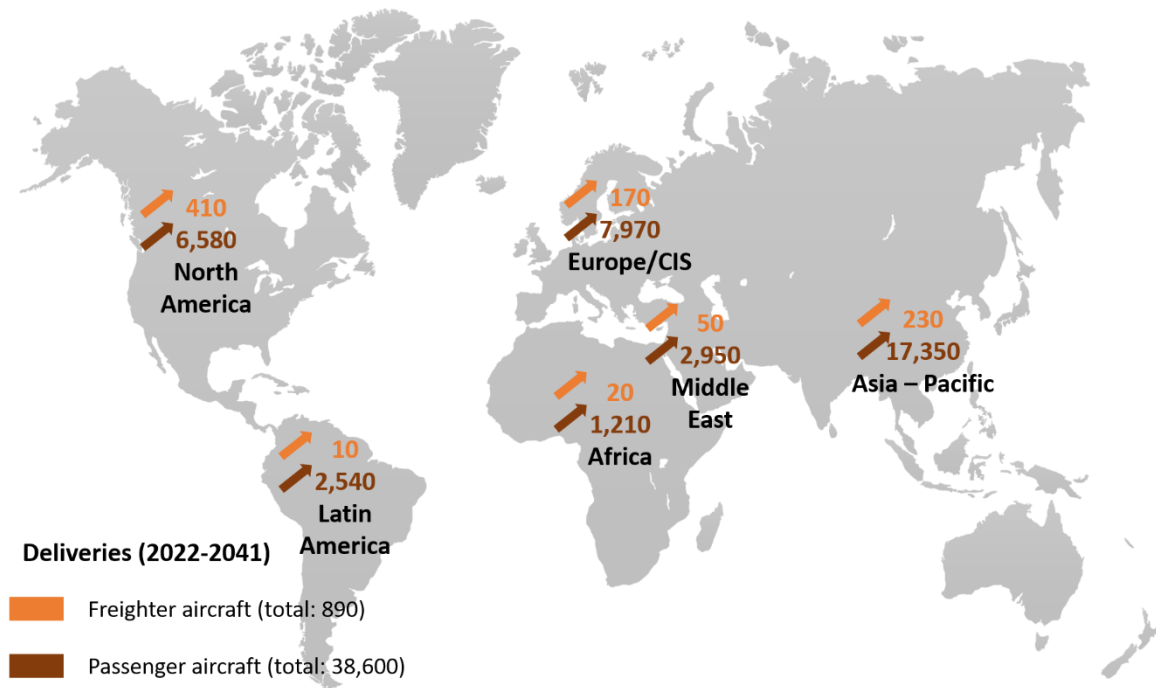 410
6,580
North
America
170
7,970
Europe/CIS
50
2,950
Middle
East
230
17,350
Asia – Pacific
20
1,210
Africa
10
2,540
Latin
America
Deliveries (2022-2041)
Freighter aircraft (total: 890)
Passenger aircraft (total: 38,600)